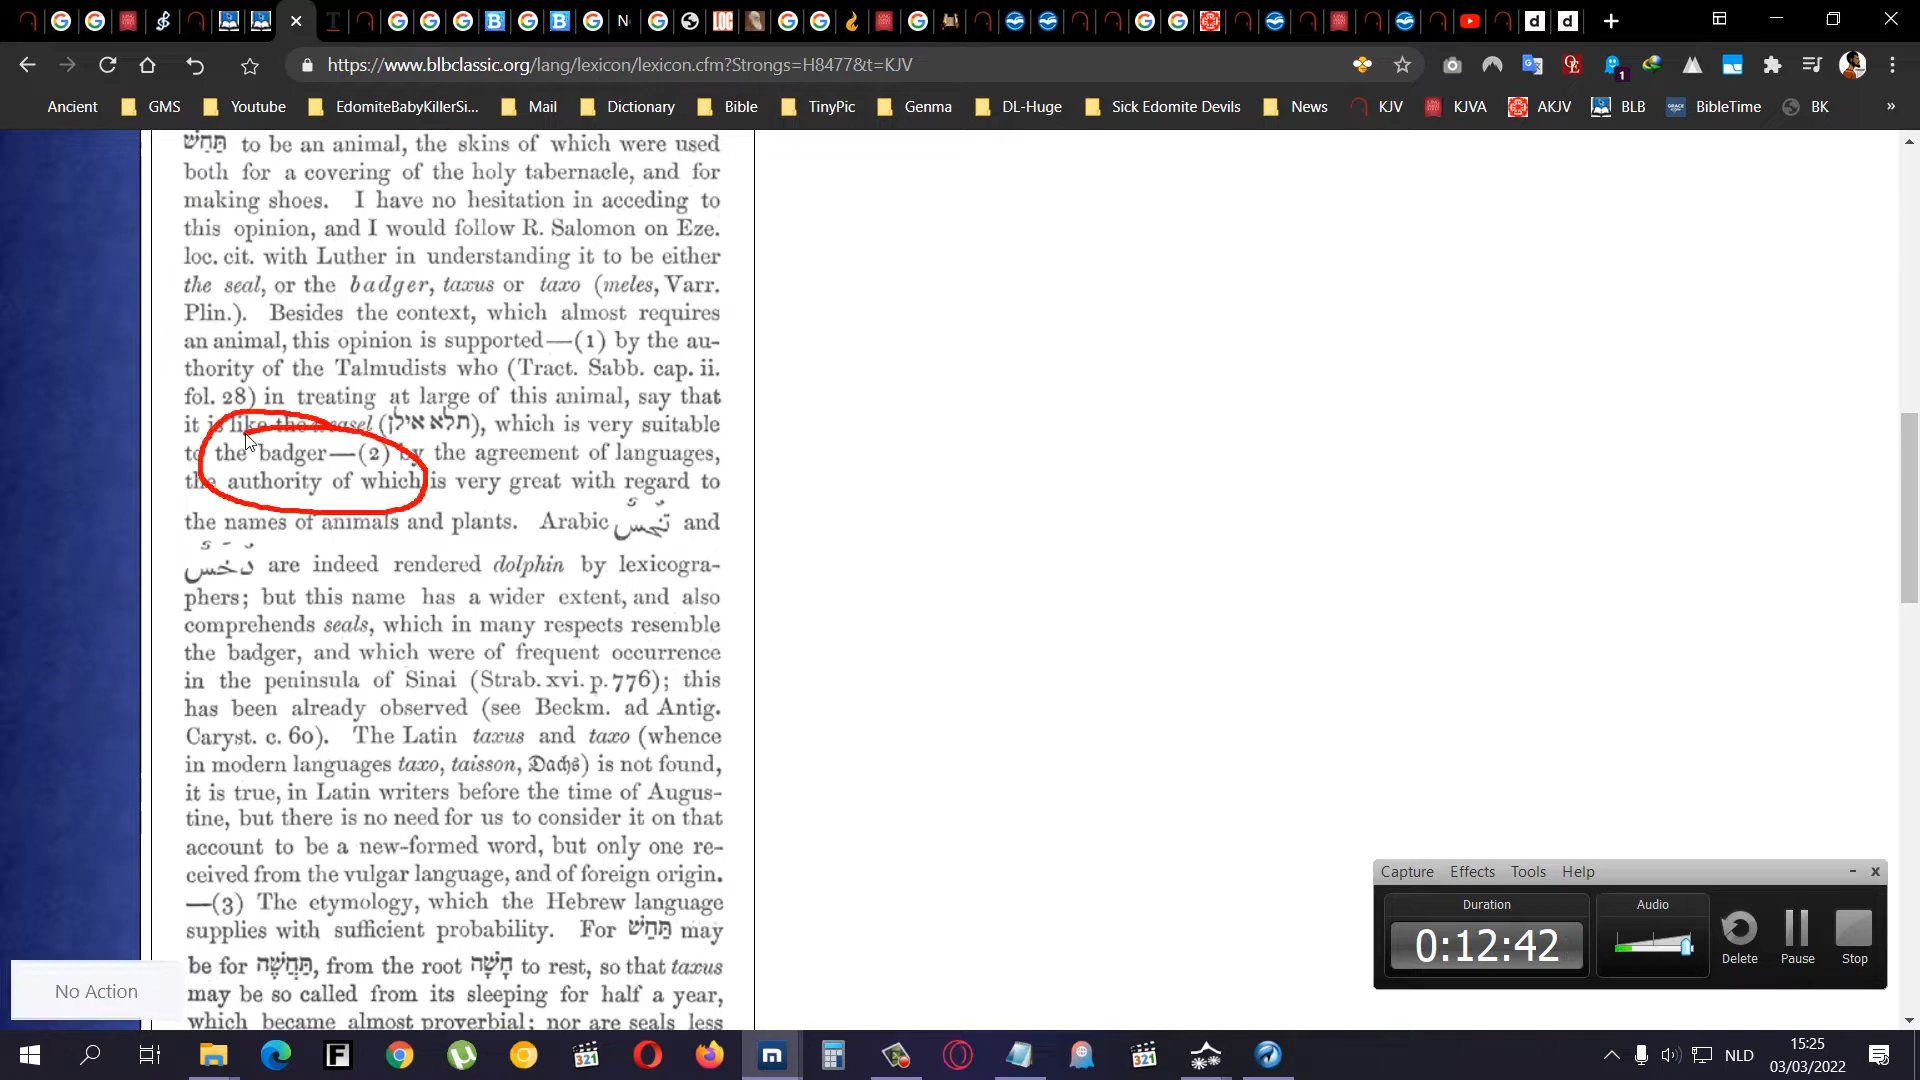 https://www.blbclassic.org/lang/lexicon/lexicon.cfm?Strongs=H8477&t=KJV
Ancient GMS Youtube EdomiteBabyKillerSi... Mail Dictionary Bible TinyPic Genma DL-Huge Sick Edomite Devils News KJV KJVA AKJV BLB BibleTime BK »
תַּחַשׁ to be an animal, the skins of which were used
both for a covering of the holy tabernacle, and for
making shoes. I have no hesitation in acceding to
this opinion, and I would follow R. Salomon on Eze.
loc. cit. with Luther in understanding it to be either
the seal, or the badger, taxus or taxo (meles, Varr.
Plin.). Besides the context, which almost requires
an animal, this opinion is supported—(1) by the au-
thority of the Talmudists who (Tract. Sabb. cap. ii.
fol. 28) in treating at large of this animal, say that
it is like the weasel (תלא אילן), which is very suitable
to the badger—(2) by the agreement of languages,
the authority of which is very great with regard to
the names of animals and plants. Arabic تُخَسٌ and
دُخَسٌ are indeed rendered dolphin by lexicogra-
phers; but this name has a wider extent, and also
comprehends seals, which in many respects resemble
the badger, and which were of frequent occurrence
in the peninsula of Sinai (Strab. xvi. p. 776); this
has been already observed (see Beckm. ad Antig.
Caryst. c. 60). The Latin taxus and taxo (whence
in modern languages taxo, taisson, Dachs) is not found,
it is true, in Latin writers before the time of Augus-
tine, but there is no need for us to consider it on that
account to be a new-formed word, but only one re-
ceived from the vulgar language, and of foreign origin.
—(3) The etymology, which the Hebrew language
supplies with sufficient probability. For תַּחַשׁ may
be for תַּחֲשֶׁה, from the root חָשָׁה to rest, so that taxus
may be so called from its sleeping for half a year,
which became almost proverbial; nor are seals less
No Action
Capture Effects Tools Help
Duration
0:12:42
Audio
Delete Pause Stop
NLD
15:25
03/03/2022